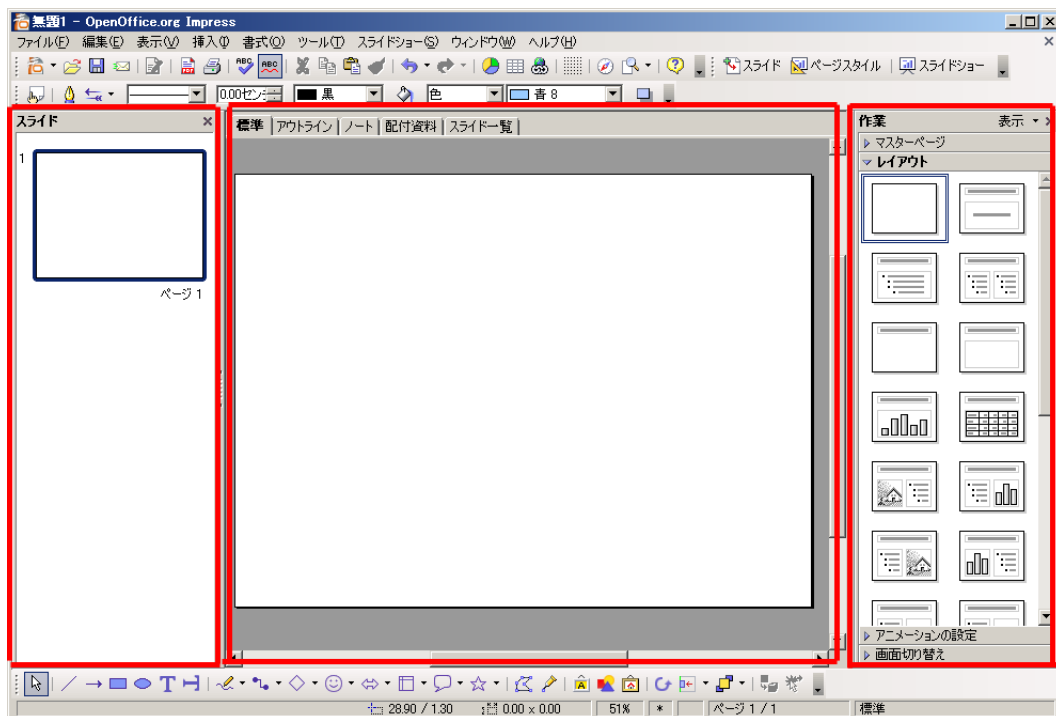 無題1 - OpenOffice.org Impress
ファイル(F) 編集(E) 表示(V) 挿入(I) 書式(O) ツール(T) スライドショー(S) ウィンドウ(W) ヘルプ(H)
ABC ABC スライド ページスタイル スライドショー
0.00センチ 黒 色 青 8
スライド
1
ページ 1
標準 アウトライン ノート 配付資料 スライド一覧
作業 表示
マスターページ
レイアウト
アニメーションの設定
画面切り替え
28.90 / 1.30 0.00 x 0.00 51% * ページ 1 / 1 標準